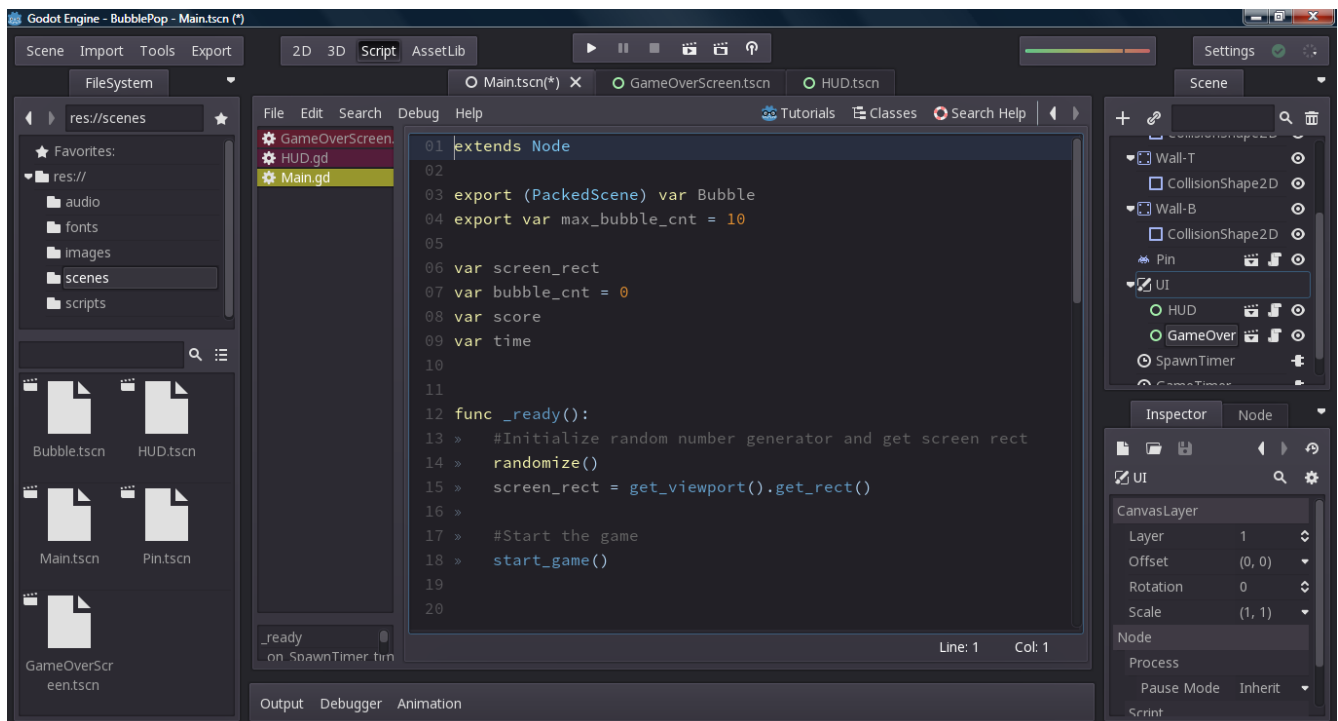 Godot Engine - BubblePop - Main.tscn (*)
Scene Import Tools Export
2D 3D Script AssetLib
Settings
FileSystem
Main.tscn(*)
GameOverScreen.tscn
HUD.tscn
Scene
res://scenes
Favorites:
res://
audio
fonts
images
scenes
scripts
Bubble.tscn
HUD.tscn
Main.tscn
Pin.tscn
GameOverScr
een.tscn
File Edit Search Debug Help
Tutorials Classes Search Help
GameOverScreen.
HUD.gd
Main.gd
_ready
on_SpawnTimer_tim
01 extends Node
02
03 export (PackedScene) var Bubble
04 export var max_bubble_cnt = 10
05
06 var screen_rect
07 var bubble_cnt = 0
08 var score
09 var time
10
11
12 func _ready():
13 » #Initialize random number generator and get screen rect
14 » randomize()
15 » screen_rect = get_viewport().get_rect()
16 »
17 » #Start the game
18 » start_game()
19
20
Line: 1 Col: 1
Output Debugger Animation
CollisionShape2D
Wall-T
CollisionShape2D
Wall-B
CollisionShape2D
Pin
UI
HUD
GameOver
SpawnTimer
GameTimer
Inspector Node
UI
CanvasLayer
Layer 1
Offset (0, 0)
Rotation 0
Scale (1, 1)
Node
Process
Pause Mode Inherit
Script